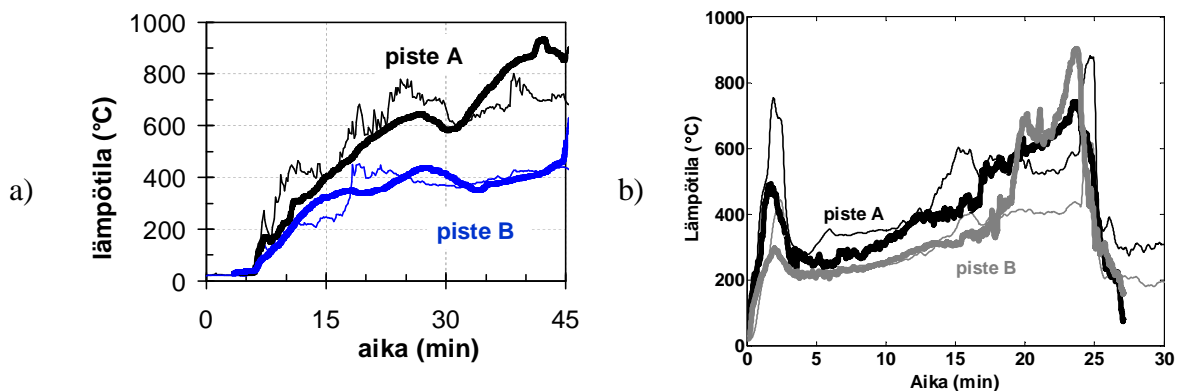 a)
lämpötila (°C)
1000
800
600
400
200
0
piste A
piste B
0 15 30 45
aika (min)
b)
Lämpötila (°C)
1000
800
600
400
200
0
piste A
piste B
0 5 10 15 20 25 30
Aika (min)